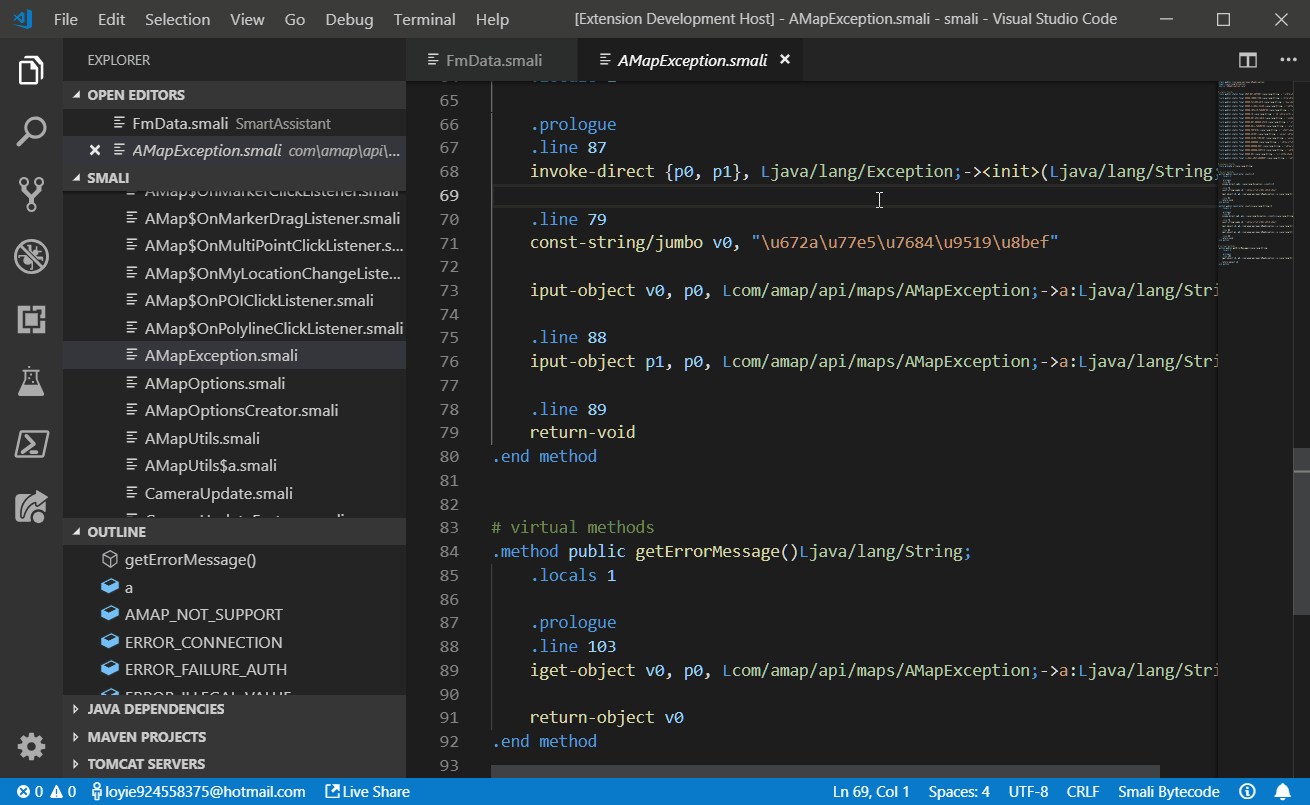 File Edit Selection View Go Debug Terminal Help [Extension Development Host] - AMapException.smali - smali - Visual Studio Code
EXPLORER
OPEN EDITORS
FmData.smali SmartAssistant
AMapException.smali com\amap\api\...
SMALI
AMap$OnMarkerClickListener.smali
AMap$OnMarkerDragListener.smali
AMap$OnMultiPointClickListener.s...
AMap$OnMyLocationChangeListe...
AMap$OnPOIClickListener.smali
AMap$OnPolylineClickListener.smali
AMapException.smali
AMapOptions.smali
AMapOptionsCreator.smali
AMapUtils.smali
AMapUtils$a.smali
CameraUpdate.smali
OUTLINE
getErrorMessage()
a
AMAP_NOT_SUPPORT
ERROR_CONNECTION
ERROR_FAILURE_AUTH
ERROR_ILLEGAL_VALUE
JAVA DEPENDENCIES
MAVEN PROJECTS
TOMCAT SERVERS
FmData.smali AMapException.smali
65
66 .prologue
67 .line 87
68 invoke-direct {p0, p1}, Ljava/lang/Exception;-><init>(Ljava/lang/String;
69
70 .line 79
71 const-string/jumbo v0, "\u672a\u77e5\u7684\u9519\u8bef"
72
73 iput-object v0, p0, Lcom/amap/api/maps/AMapException;->a:Ljava/lang/Stri
74
75 .line 88
76 iput-object p1, p0, Lcom/amap/api/maps/AMapException;->a:Ljava/lang/Stri
77
78 .line 89
79 return-void
80 .end method
81
82
83 # virtual methods
84 .method public getErrorMessage()Ljava/lang/String;
85 .locals 1
86
87 .prologue
88 .line 103
89 iget-object v0, p0, Lcom/amap/api/maps/AMapException;->a:Ljava/lang/Stri
90
91 return-object v0
92 .end method
93
0 0 loyie924558375@hotmail.com Live Share Ln 69, Col 1 Spaces: 4 UTF-8 CRLF Smali Bytecode